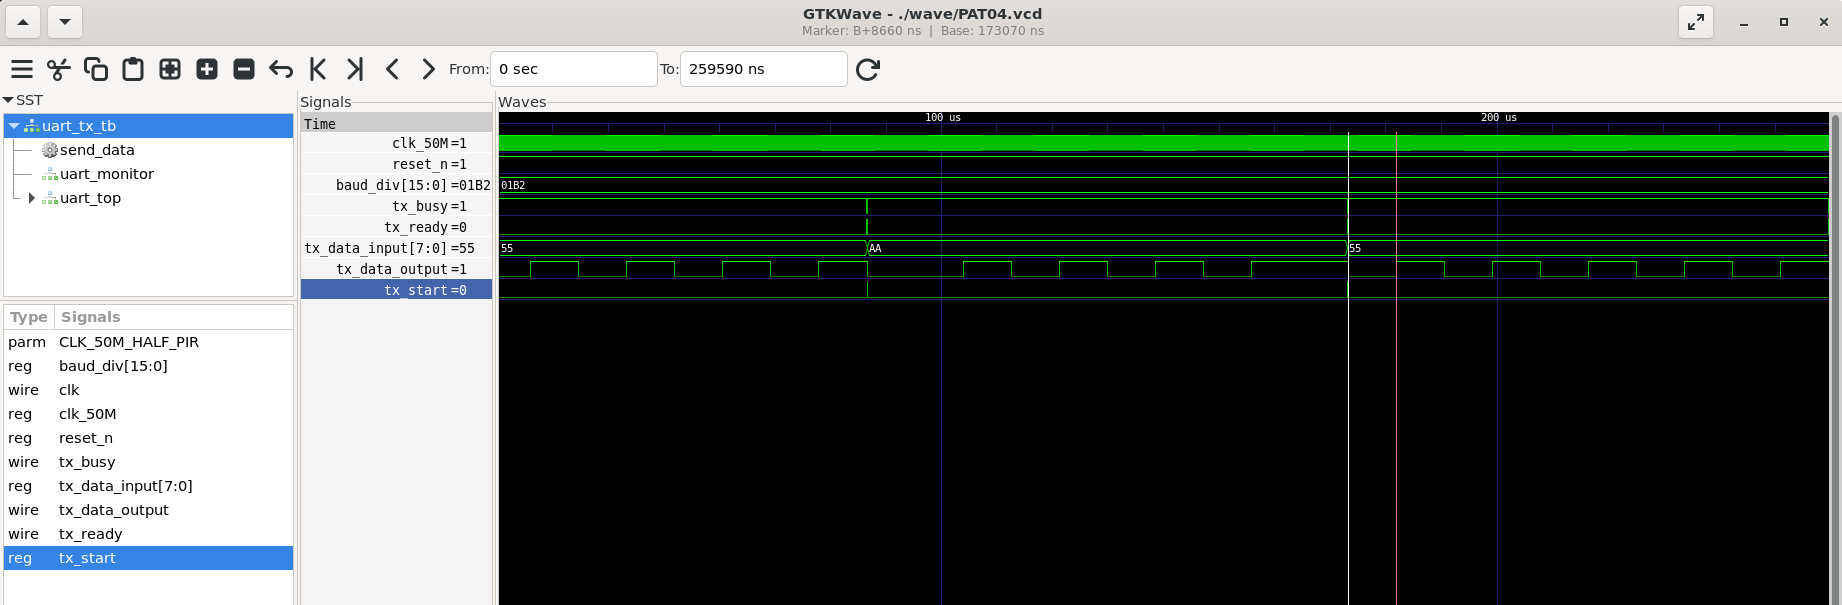 GTKWave - ./wave/PAT04.vcd
Marker: B+8660 ns | Base: 173070 ns
From: 0 sec To: 259590 ns
SST
uart_tx_tb
send_data
uart_monitor
uart_top
Type Signals
parm CLK_50M_HALF_PIR
reg baud_div[15:0]
wire clk
reg clk_50M
reg reset_n
wire tx_busy
reg tx_data_input[7:0]
wire tx_data_output
wire tx_ready
reg tx_start
Signals
Time
clk_50M=1
reset_n=1
baud_div[15:0]=01B2
tx_busy=1
tx_ready=0
tx_data_input[7:0]=55
tx_data_output=1
tx_start=0
Waves
100 us 200 us
01B2
55 AA 55